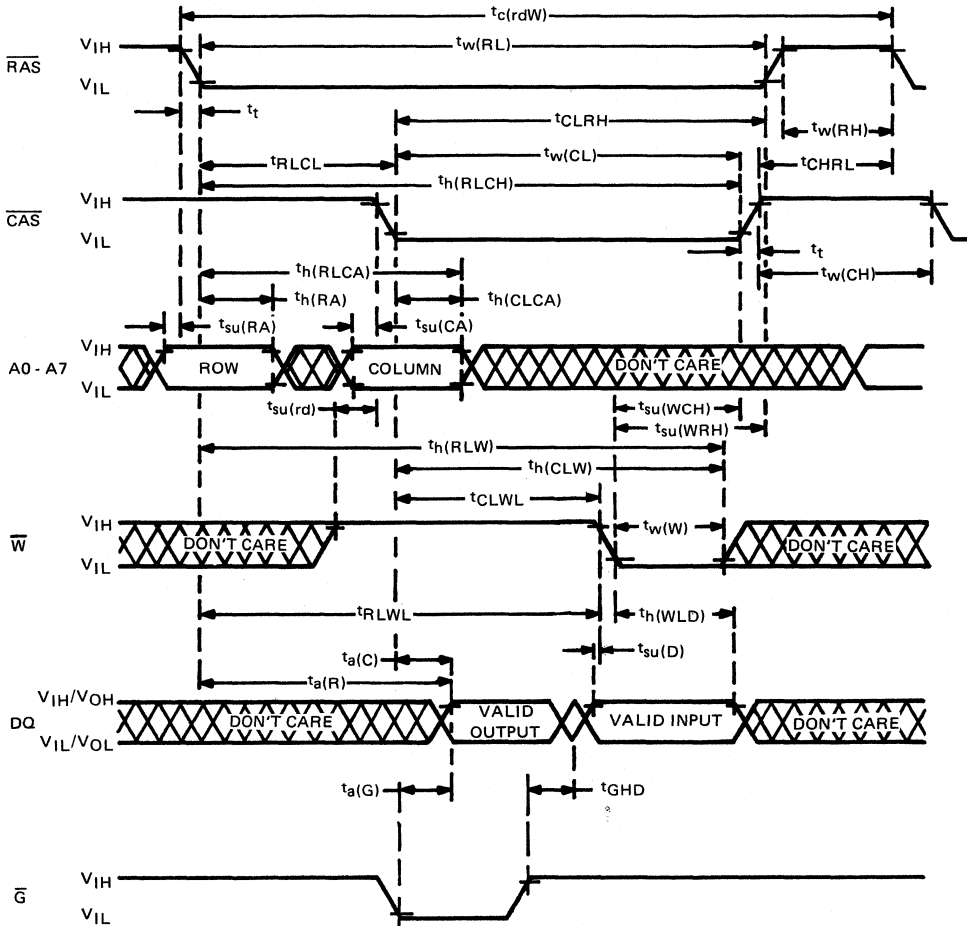 tc(rdW)
VIH
tw(RL)
RAS
VIL
tt
tCLRH
tw(RH)
tRLCL
tw(CL)
tCHRL
th(RLCH)
VIH
CAS
VIL
tt
th(RLCA)
tw(CH)
th(RA)
th(CLCA)
tsu(RA)
tsu(CA)
VIH
A0 - A7
ROW
COLUMN
DON'T CARE
VIL
tsu(rd)
tsu(WCH)
tsu(WRH)
th(RLW)
th(CLW)
tCLWL
VIH
tw(W)
W
DON'T CARE
DON'T CARE
VIL
tRLWL
th(WLD)
ta(C)
tsu(D)
ta(R)
VIH/VOH
DQ
DON'T CARE
VALID OUTPUT
VALID INPUT
DON'T CARE
VIL/VOL
ta(G)
tGHD
VIH
G
VIL